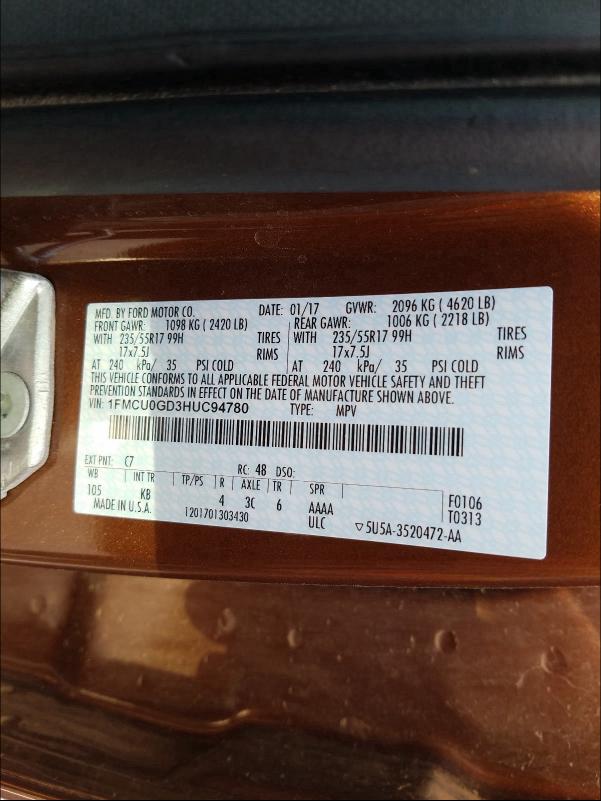 MFD. BY FORD MOTOR CO. DATE: 01/17 GVWR: 2096 KG ( 4620 LB)
FRONT GAWR: 1098 KG ( 2420 LB) REAR GAWR: 1006 KG ( 2218 LB)
WITH 235/55R17 99H TIRES WITH 235/55R17 99H TIRES
17x7.5J RIMS 17x7.5J RIMS
AT 240 kPa/ 35 PSI COLD AT 240 kPa/ 35 PSI COLD
THIS VEHICLE CONFORMS TO ALL APPLICABLE FEDERAL MOTOR VEHICLE SAFETY AND THEFT
PREVENTION STANDARDS IN EFFECT ON THE DATE OF MANUFACTURE SHOWN ABOVE.
VIN: 1FMCU0GD3HUC94780 TYPE: MPV
EXT PNT: C7 RC: 48 DSO:
WB INT TR TP/PS R AXLE TR SPR
105 KB 4 3C 6 AAAA F0106
MADE IN U.S.A. 1201701303430 ULC ▽5U5A-3520472-AA T0313